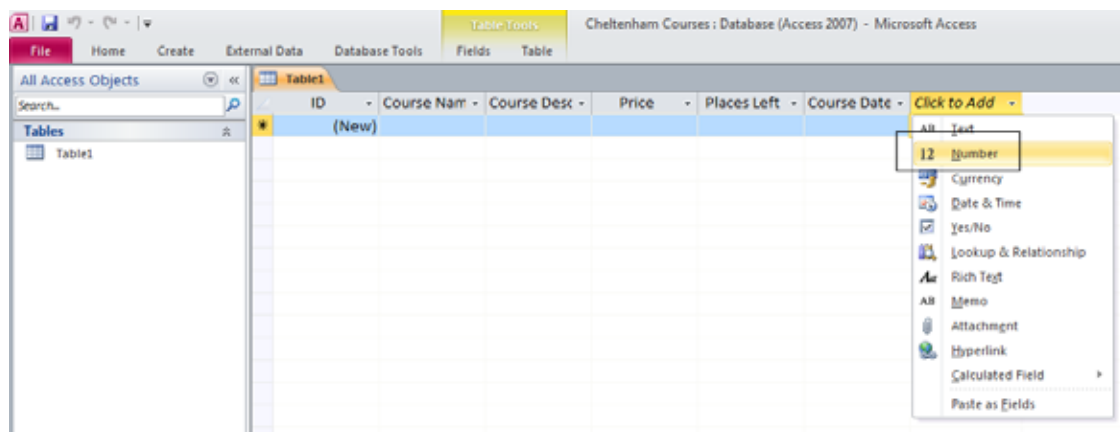 Table Tools
Cheltenham Courses : Database (Access 2007) - Microsoft Access
File Home Create External Data Database Tools Fields Table
All Access Objects
Table1
Search...
ID Course Nam Course Desc Price Places Left Course Date Click to Add
Tables
(New)
Table1
AB Text
12 Number
Currency
Date & Time
Yes/No
Lookup & Relationship
Aa Rich Text
AB Memo
Attachment
Hyperlink
Calculated Field
Paste as Fields